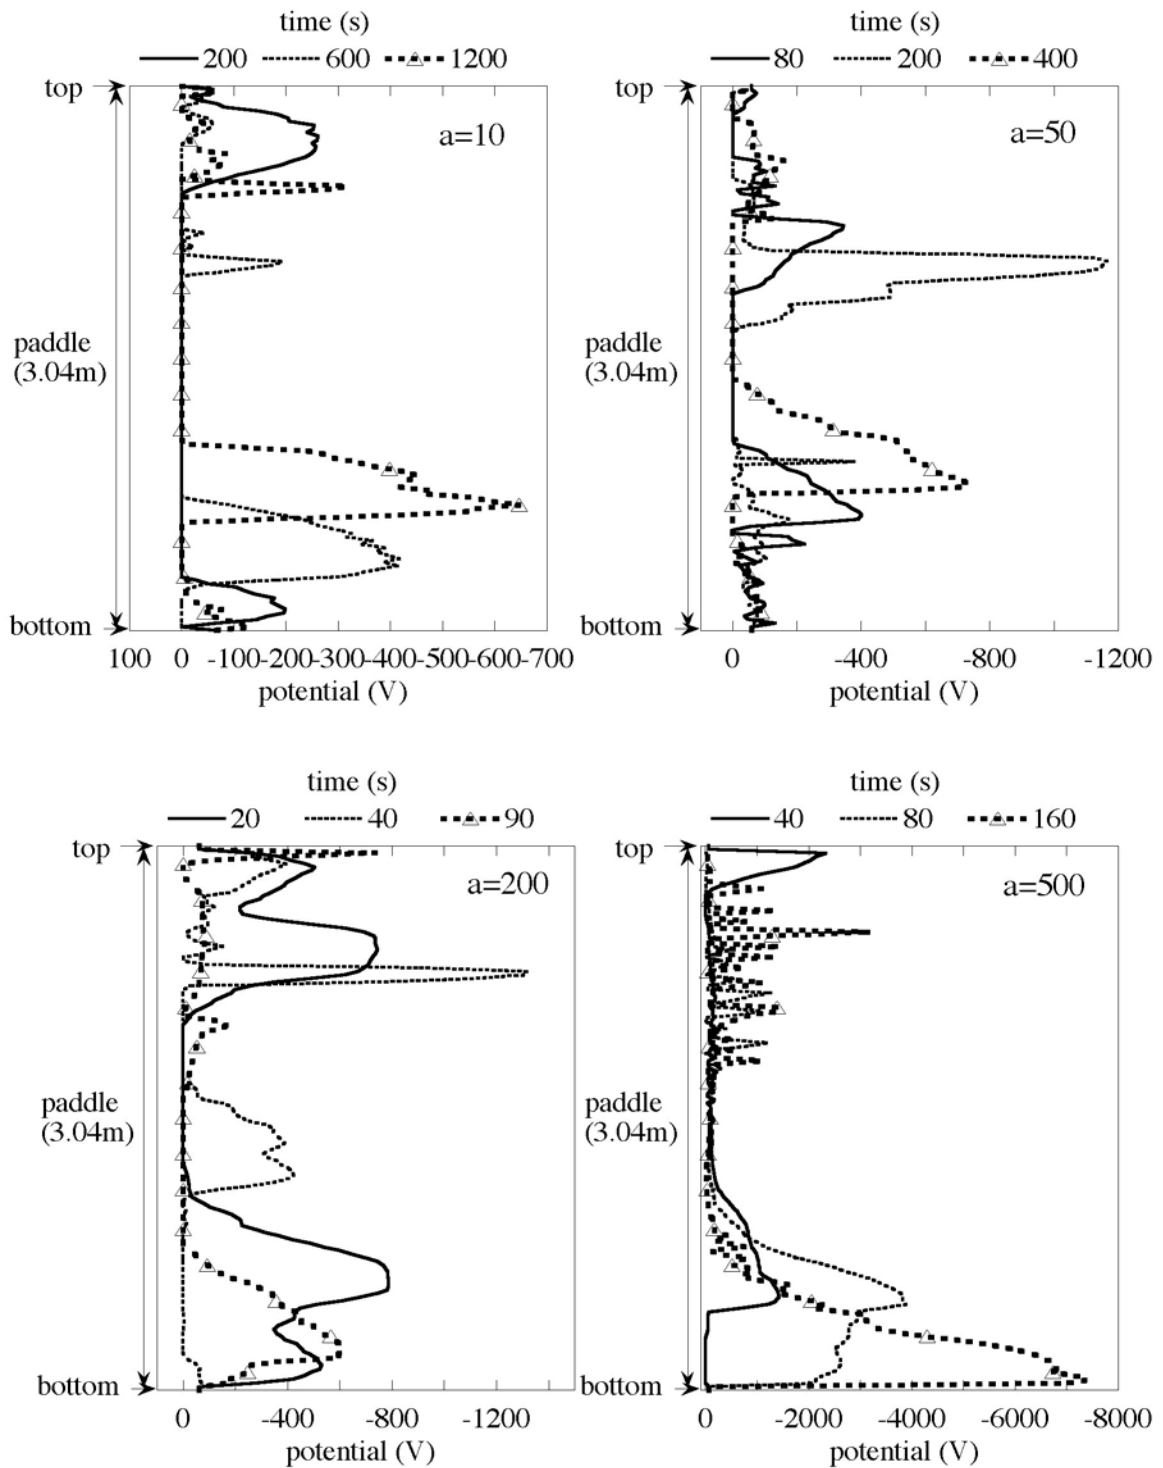 time (s)
200 600 1200
top
a=10
paddle
(3.04m)
bottom
100 0 -100-200-300-400-500-600-700
potential (V)
time (s)
80 200 400
top
a=50
paddle
(3.04m)
bottom
0 -400 -800 -1200
potential (V)
time (s)
20 40 90
top
a=200
paddle
(3.04m)
bottom
0 -400 -800 -1200
potential (V)
time (s)
40 80 160
top
a=500
paddle
(3.04m)
bottom
0 -2000 -4000 -6000 -8000
potential (V)